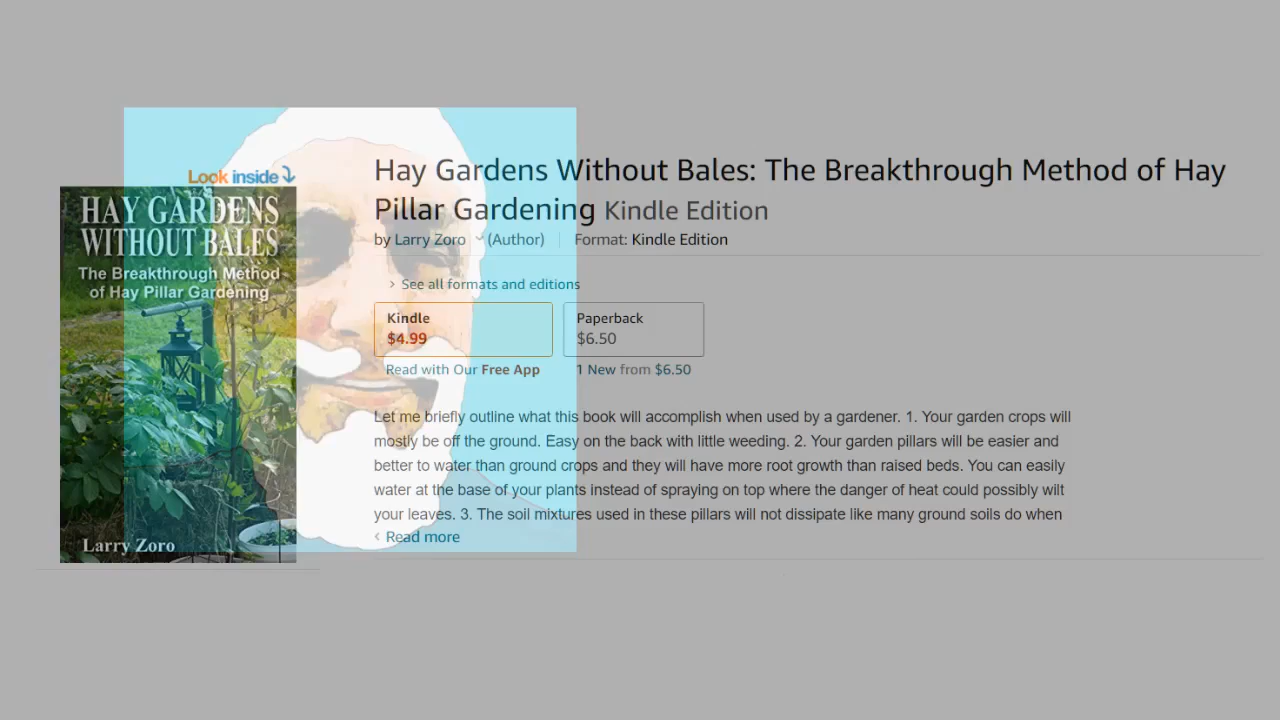 Look inside
HAY GARDENS
WITHOUT BALES
The Breakthrough Method
of Hay Pillar Gardening
Larry Zoro
Hay Gardens Without Bales: The Breakthrough Method of Hay
Pillar Gardening Kindle Edition
by Larry Zoro (Author) Format: Kindle Edition
See all formats and editions
Kindle
$4.99
Read with Our Free App
Paperback
$6.50
1 New from $6.50
Let me briefly outline what this book will accomplish when used by a gardener. 1. Your garden crops will
mostly be off the ground. Easy on the back with little weeding. 2. Your garden pillars will be easier and
better to water than ground crops and they will have more root growth than raised beds. You can easily
water at the base of your plants instead of spraying on top where the danger of heat could possibly wilt
your leaves. 3. The soil mixtures used in these pillars will not dissipate like many ground soils do when
Read more